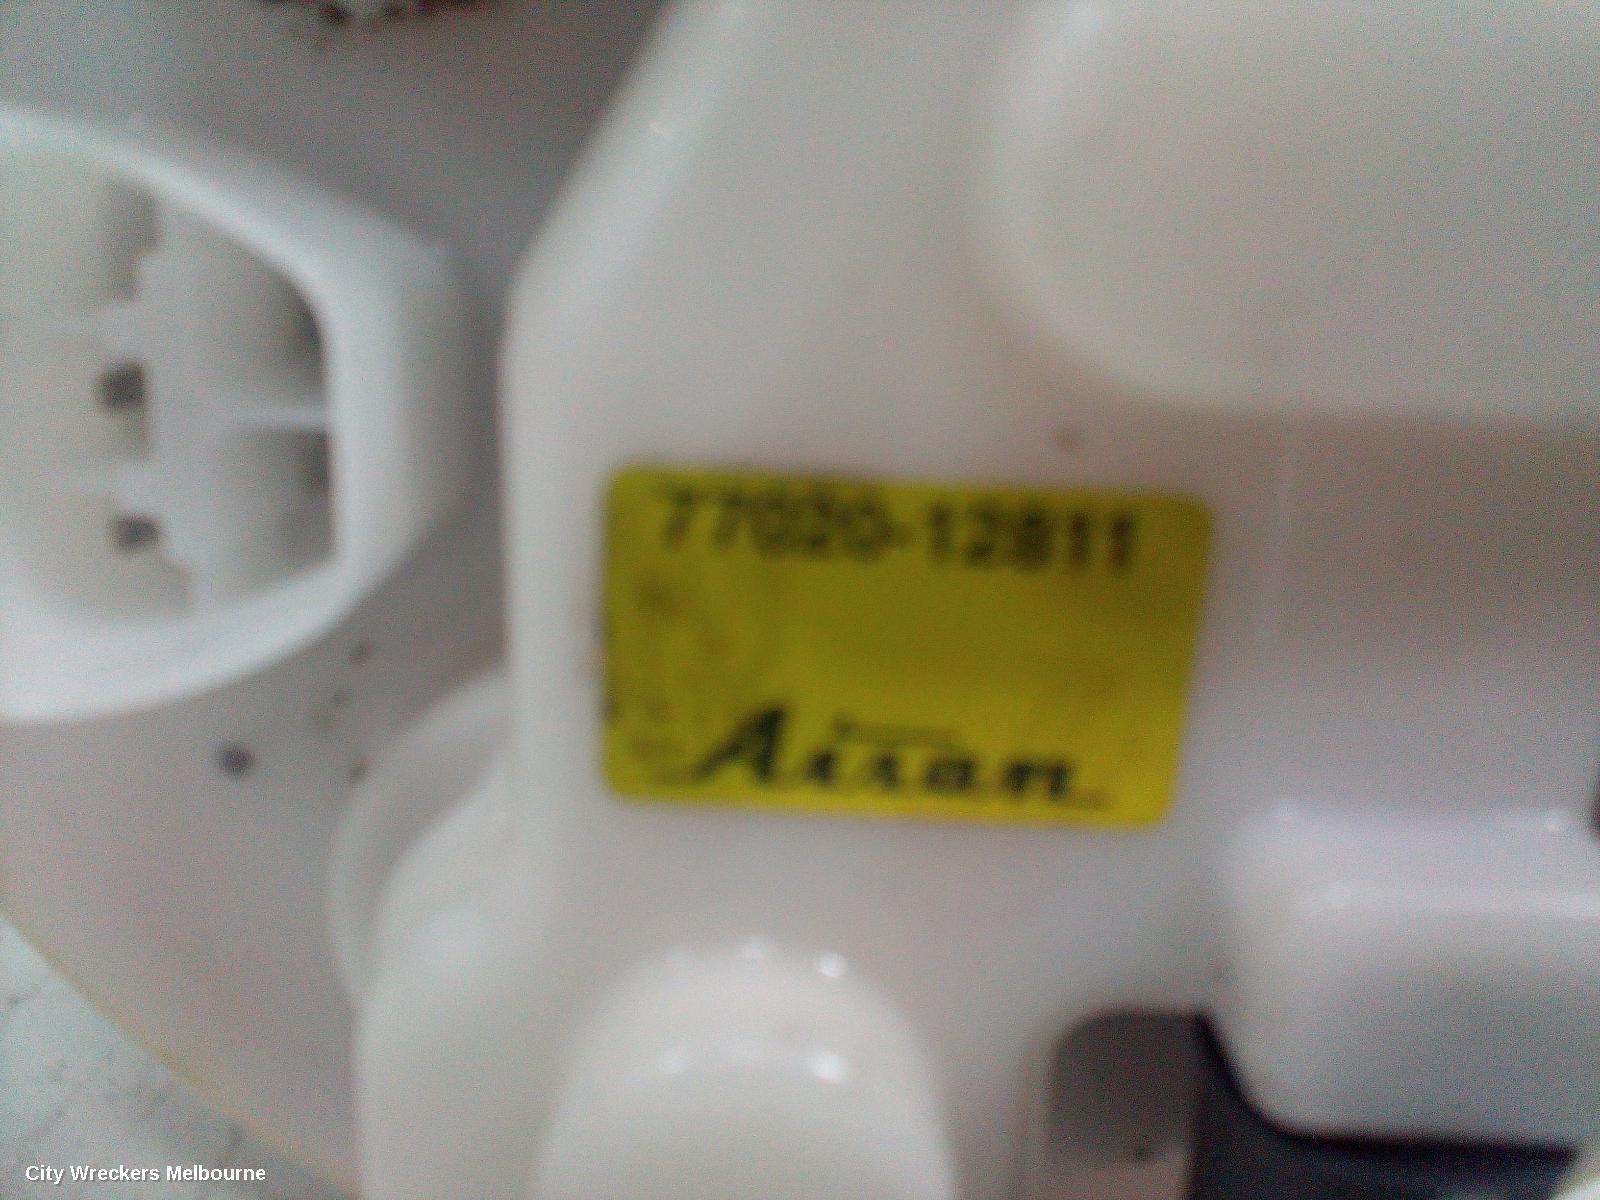 77020-12811
Aisan
City Wreckers Melbourne